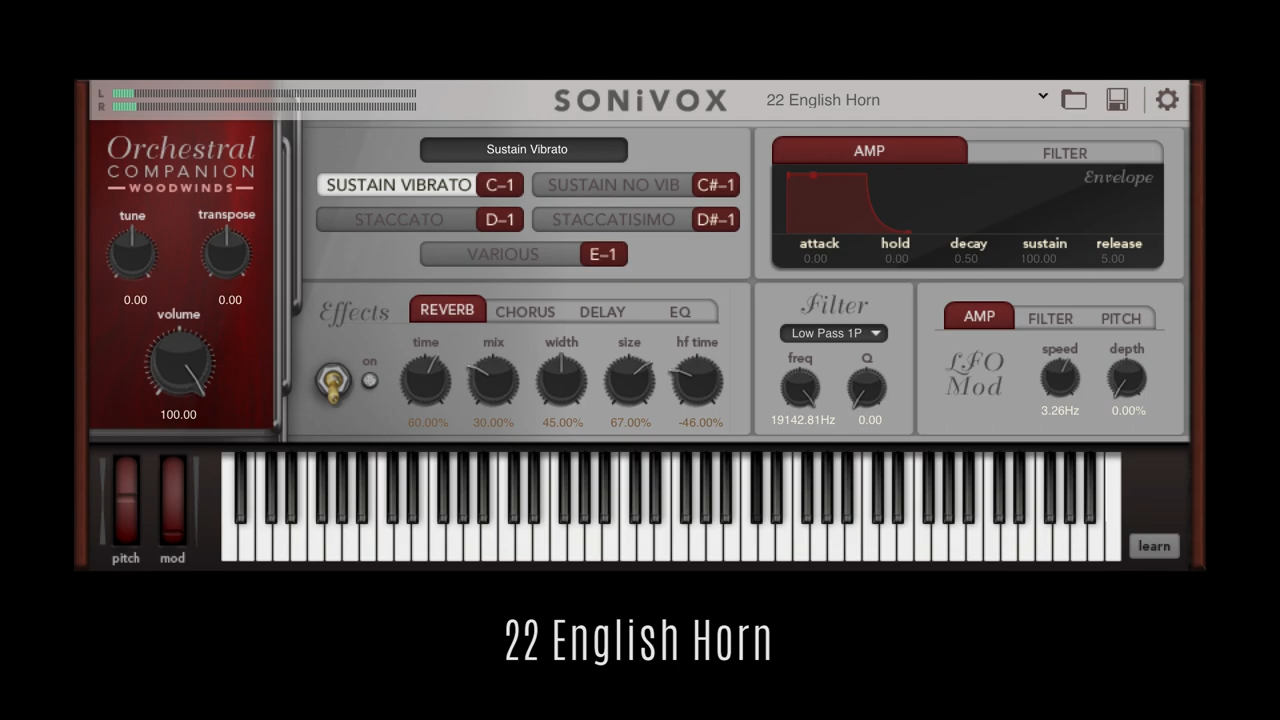 L
R
SONiVOX
22 English Horn
Orchestral
COMPANION
WOODWINDS
tune
transpose
0.00
0.00
volume
100.00
Sustain Vibrato
SUSTAIN VIBRATO C–1
SUSTAIN NO VIB C#–1
STACCATO D–1
STACCATISIMO D#–1
VARIOUS E–1
AMP
FILTER
Envelope
attack hold decay sustain release
0.00 0.00 0.50 100.00 5.00
Effects
REVERB CHORUS DELAY EQ
on
time mix width size hf time
60.00% 30.00% 45.00% 67.00% -46.00%
Filter
Low Pass 1P
freq Q
19142.81Hz 0.00
AMP FILTER PITCH
LFO
Mod
speed depth
3.26Hz 0.00%
pitch mod
learn
22 English Horn